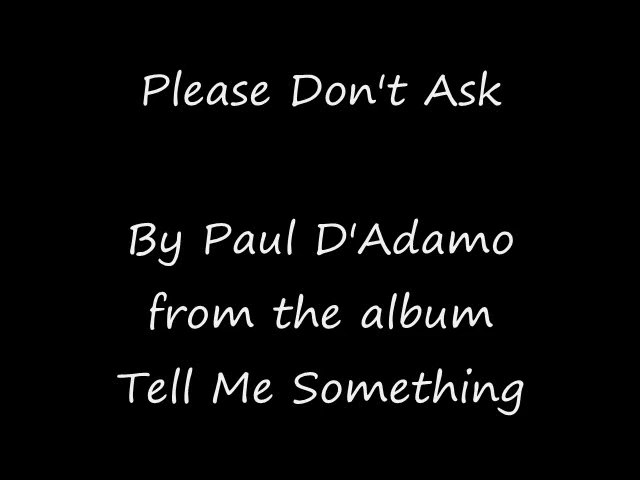 Please Don't Ask
By Paul D'Adamo
from the album
Tell Me Something